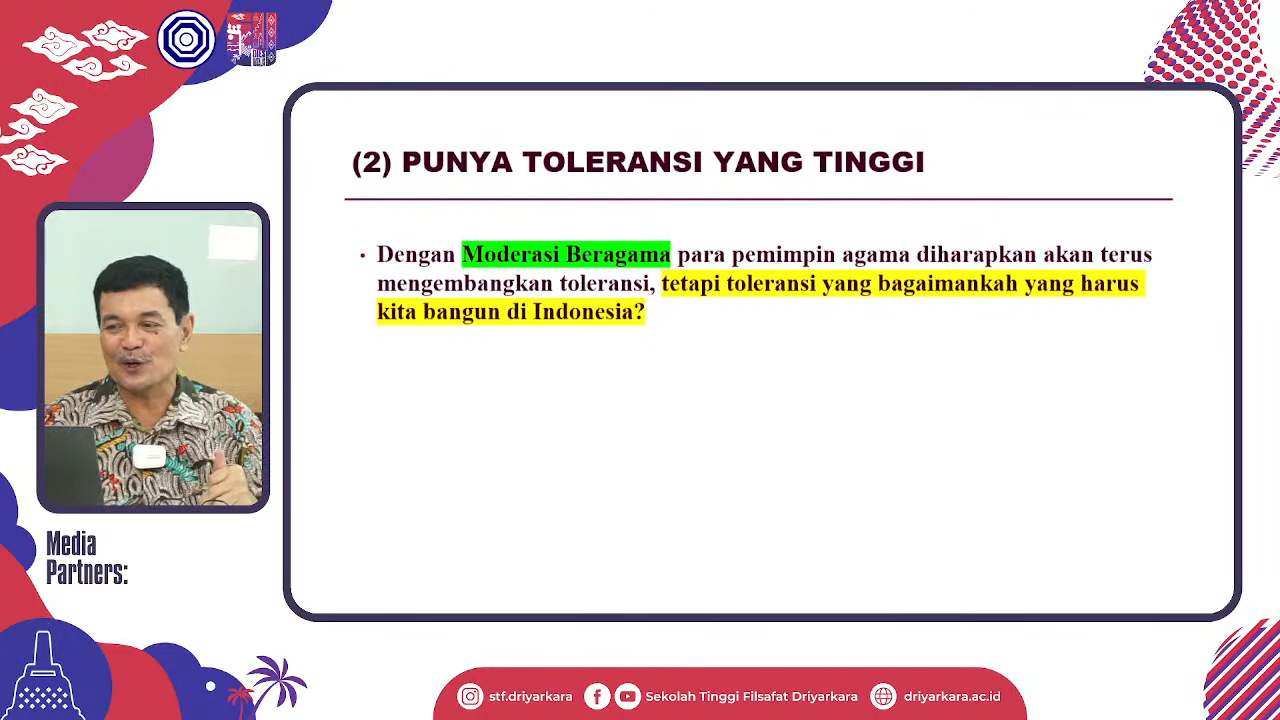 (2) PUNYA TOLERANSI YANG TINGGI
• Dengan Moderasi Beragama para pemimpin agama diharapkan akan terus
mengembangkan toleransi, tetapi toleransi yang bagaimankah yang harus
kita bangun di Indonesia?
Media
Partners:
stf.driyarkara
Sekolah Tinggi Filsafat Driyarkara
driyarkara.ac.id